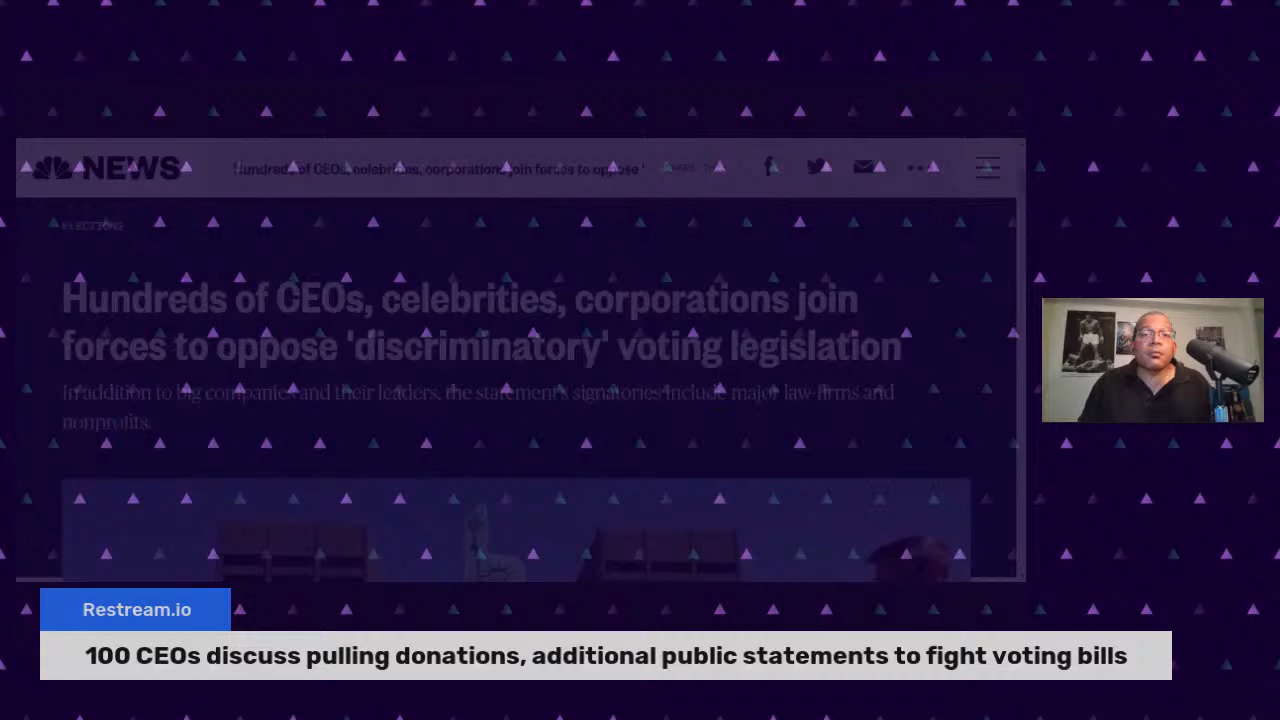 NEWS
'Hundreds of CEOs, celebrities, corporations join forces to oppose '
ELECTIONS
Hundreds of CEOs, celebrities, corporations join
forces to oppose 'discriminatory' voting legislation
In addition to big companies and their leaders, the statement's signatories include major law firms and
nonprofits.
Restream.io
100 CEOs discuss pulling donations, additional public statements to fight voting bills